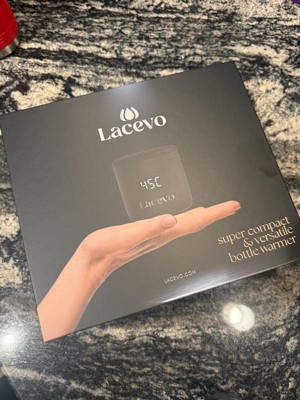 Lacevo
45C
Lacevo
super compact
& versatile
bottle warmer
LACEVO.COM